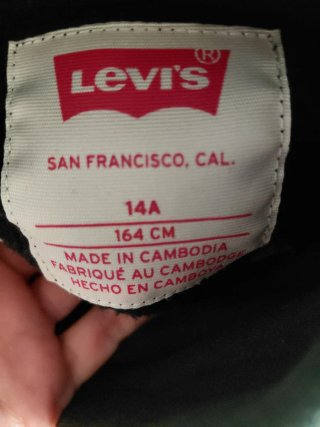 LEVI'S®
SAN FRANCISCO, CAL.
14A
164 CM
MADE IN CAMBODIA
FABRIQUÉ AU CAMBODGE
HECHO EN CAMBOYA